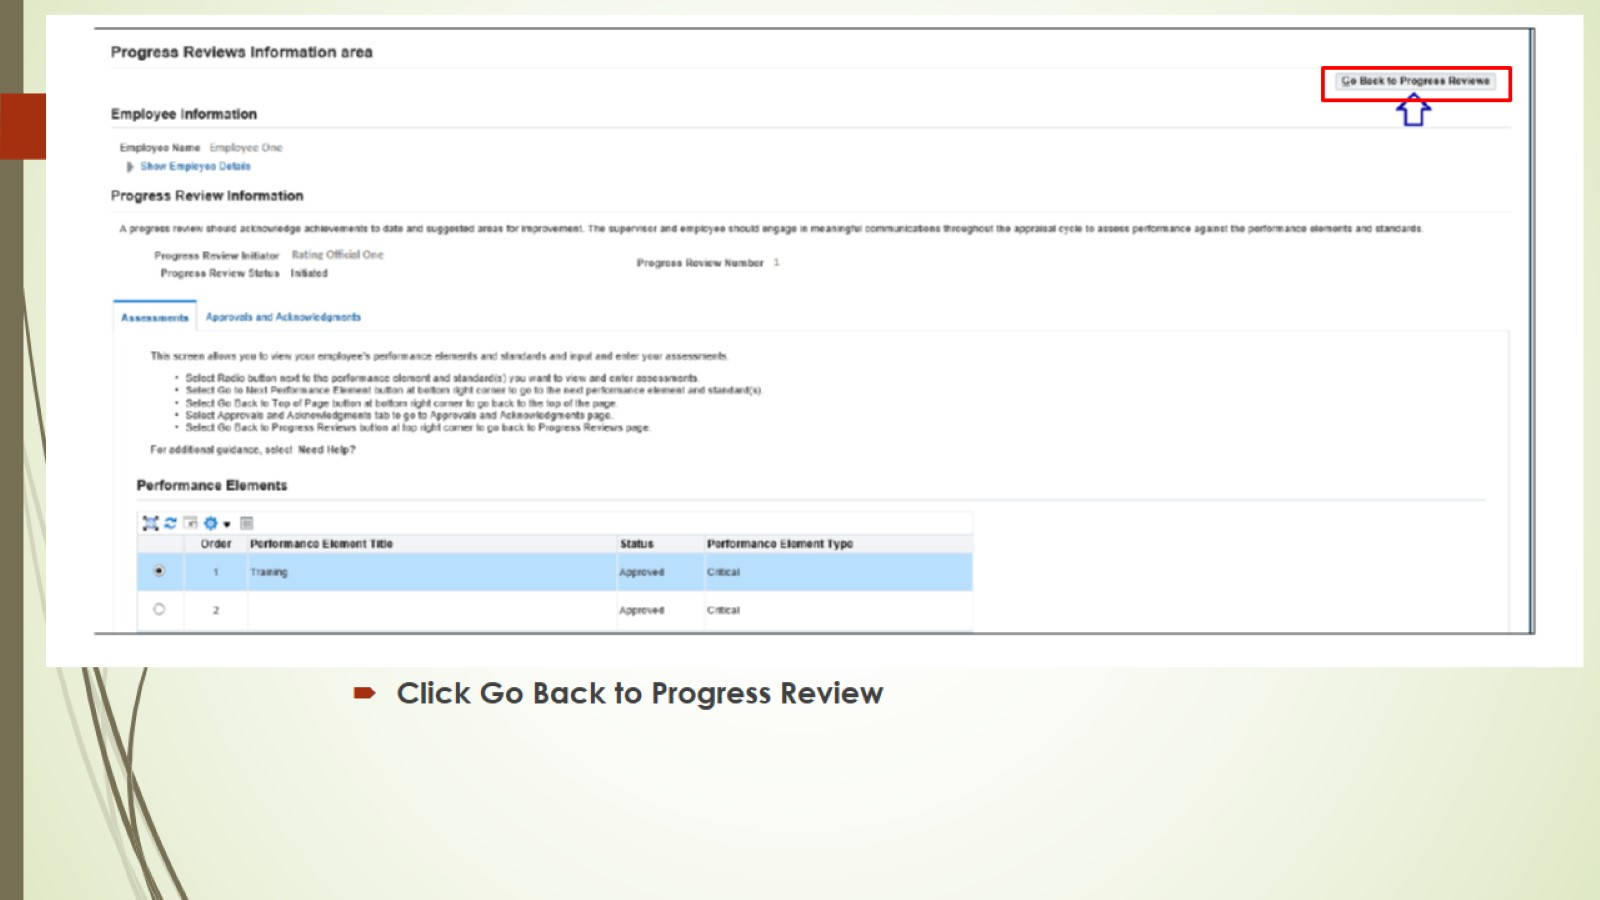 Progress Reviews Information area
Go Back to Progress Reviews
Employee Information
Employee Name Employee One
Show Employee Details
Progress Review Information
A progress review should acknowledge achievements to date and suggested areas for improvement. The supervisor and employee should engage in meaningful communications throughout the appraisal cycle to assess performance against the performance elements and standards.
Progress Review Initiator Rating Official One
Progress Review Number 1
Progress Review Status Initiated
Assessments Approvals and Acknowledgments
This screen allows you to view your employee's performance elements and standards and input and enter your assessments.
• Select Radio button next to the performance element and standard(s) you want to view and enter assessments.
• Select Go to Next Performance Element button at bottom right corner to go to the next performance element and standard(s).
• Select Go Back to Top of Page button at bottom right corner to go back to the top of the page.
• Select Approvals and Acknowledgments tab to go to Approvals and Acknowledgments page.
• Select Go Back to Progress Reviews button at top right corner to go back to Progress Reviews page.
For additional guidance, select Need Help?
Performance Elements
Order Performance Element Title Status Performance Element Type
1 Training Approved Critical
2 Approved Critical
Click Go Back to Progress Review